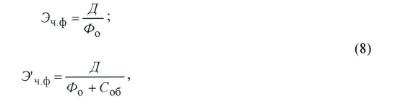 Э_ч.ф = Д / Ф_о ;
(8)
Э'_ч.ф = Д / (Ф_о + С_об) ,